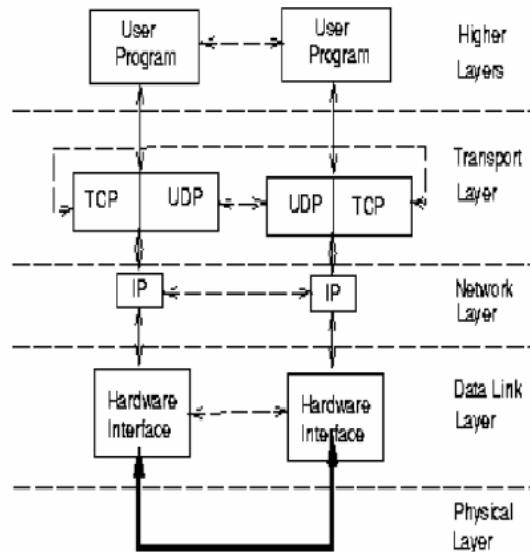 User
Program
User
Program
Higher
Layers
Transport
Layer
TCP
UDP
UDP
TCP
IP
IP
Network
Layer
Hardware
Interface
Hardware
Interface
Data Link
Layer
Physical
Layer